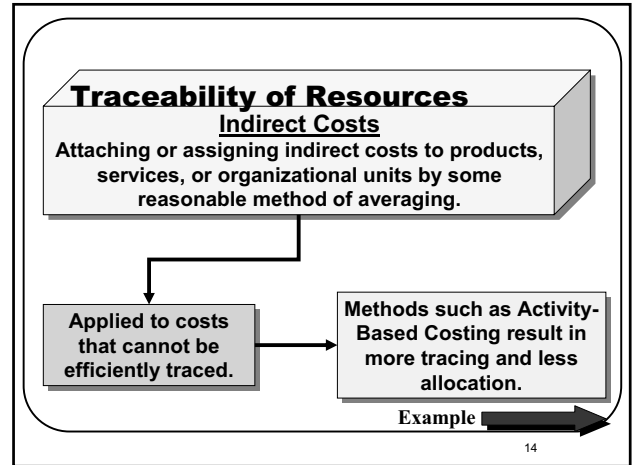 Traceability of Resources
Indirect Costs
Attaching or assigning indirect costs to products,
services, or organizational units by some
reasonable method of averaging.
Applied to costs
that cannot be
efficiently traced.
Methods such as Activity-
Based Costing result in
more tracing and less
allocation.
Example
14